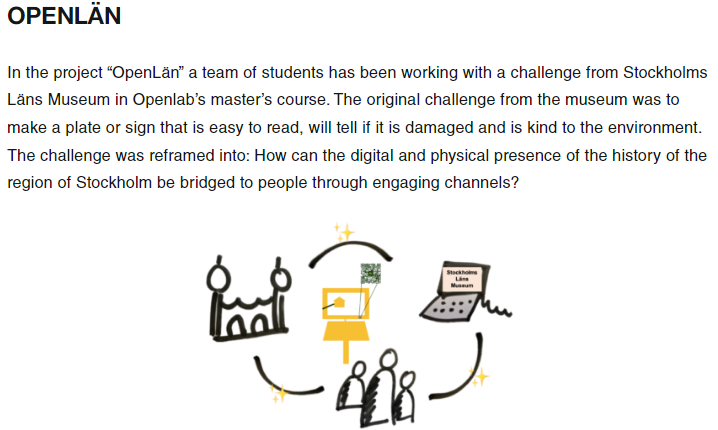 OPENLÄN
In the project “OpenLän” a team of students has been working with a challenge from Stockholms
Läns Museum in Openlab’s master’s course. The original challenge from the museum was to
make a plate or sign that is easy to read, will tell if it is damaged and is kind to the environment.
The challenge was reframed into: How can the digital and physical presence of the history of the
region of Stockholm be bridged to people through engaging channels?
Stockholms
Läns
Museum